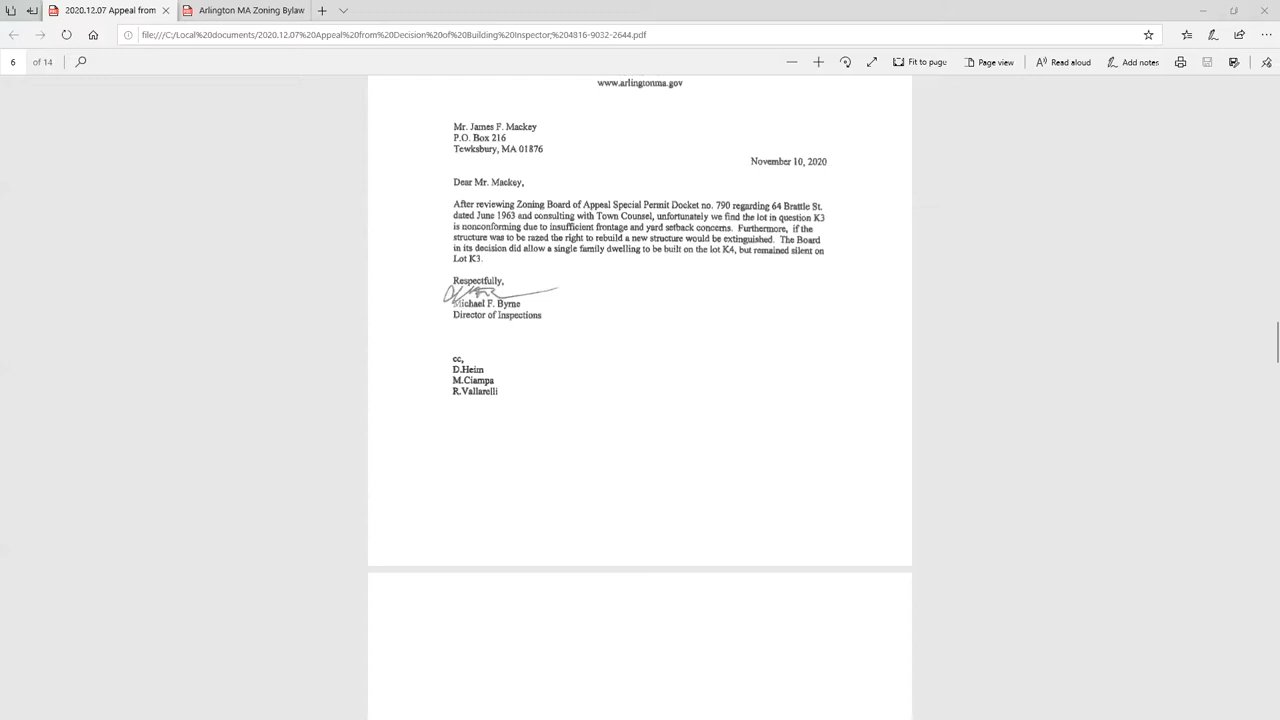 2020.12.07 Appeal from
Arlington MA Zoning Bylaw
file:///C:/Local%20documents/2020.12.07%20Appeal%20from%20Decision%20of%20Building%20Inspector;%204816-9032-2644.pdf
6 of 14
Fit to page
Page view
Read aloud
Add notes
www.arlingtonma.gov
Mr. James F. Mackey
P.O. Box 216
Tewksbury, MA 01876
November 10, 2020
Dear Mr. Mackey,
After reviewing Zoning Board of Appeal Special Permit Docket no. 790 regarding 64 Brattle St.
dated June 1963 and consulting with Town Counsel, unfortunately we find the lot in question K3
is nonconforming due to insufficient frontage and yard setback concerns. Furthermore, if the
structure was to be razed the right to rebuild a new structure would be extinguished. The Board
in its decision did allow a single family dwelling to be built on the lot K4, but remained silent on
Lot K3.
Respectfully,
Michael F. Byrne
Director of Inspections
cc,
D.Heim
M.Ciampa
R.Vallarelli